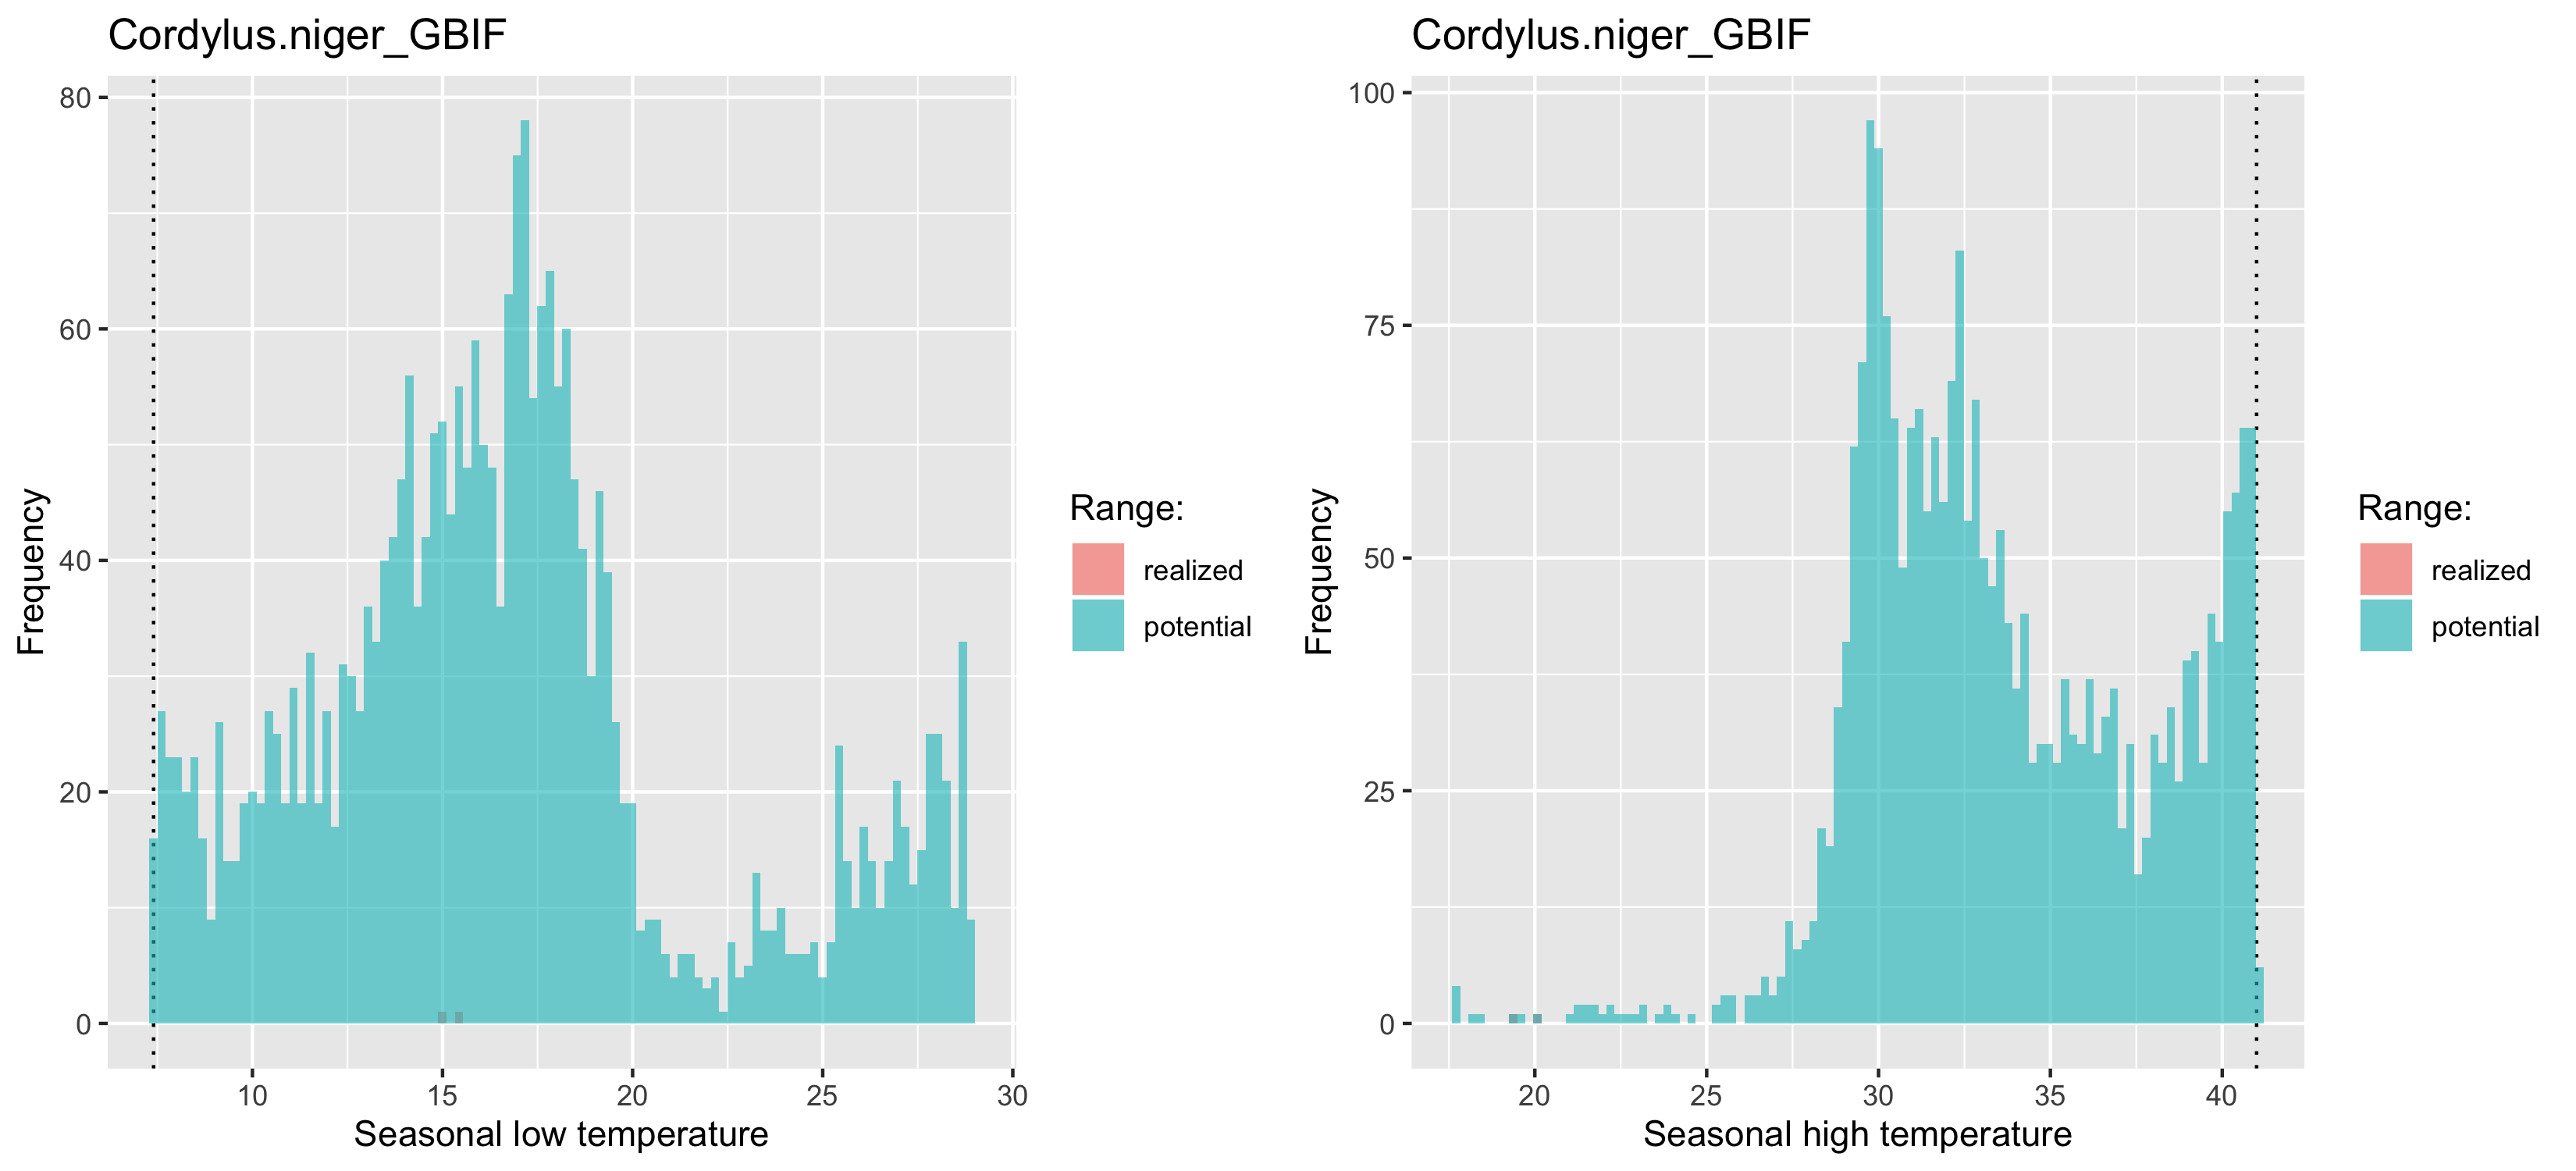 Cordylus.niger_GBIF
80
60
40
20
0
Frequency
10 15 20 25 30
Seasonal low temperature
Range:
realized
potential
Cordylus.niger_GBIF
100
75
50
25
0
Frequency
20 25 30 35 40
Seasonal high temperature
Range:
realized
potential